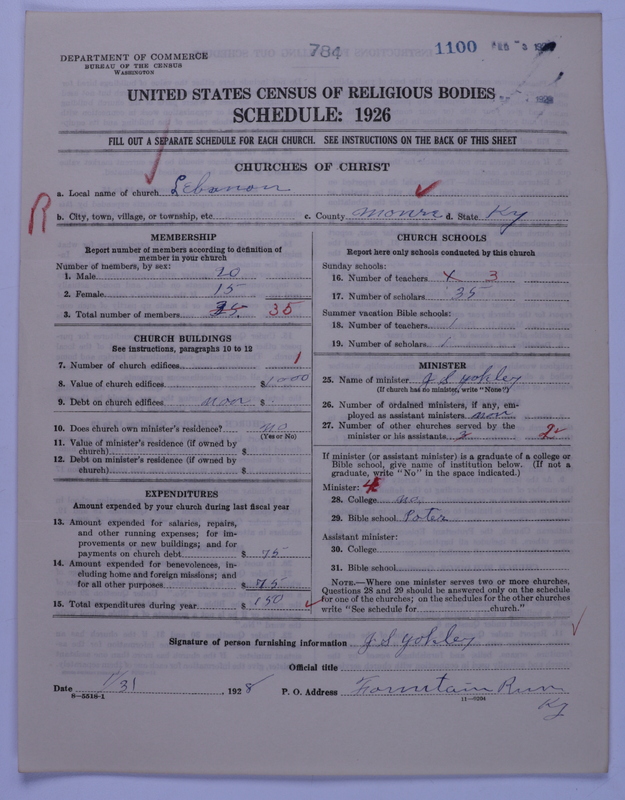 784
1100 FEB
DEPARTMENT OF COMMERCE
BUREAU OF THE CENSUS
WASHINGTON
UNITED STATES CENSUS OF RELIGIOUS BODIES
SCHEDULE: 1926
FILL OUT A SEPARATE SCHEDULE FOR EACH CHURCH. SEE INSTRUCTIONS ON THE BACK OF THIS SHEET
CHURCHES OF CHRIST
a. Local name of church Lebanon
R
b. City, town, village, or township, etc.
c. County Monroe d. State Ky
MEMBERSHIP
Report number of members according to definition of
member in your church
Number of members, by sex:
1. Male 20
2. Female 15
3. Total number of members 35 35
CHURCH BUILDINGS
See instructions, paragraphs 10 to 12
7. Number of church edifices 1
8. Value of church edifices $1000
9. Debt on church edifices noon $
10. Does church own minister's residence? no
(Yes or No)
11. Value of minister's residence (if owned by
church) $
12. Debt on minister's residence (if owned by
church) $
EXPENDITURES
Amount expended by your church during last fiscal year
13. Amount expended for salaries, repairs,
and other running expenses; for im-
provements or new buildings; and for
payments on church debt $ 75
14. Amount expended for benevolences, in-
cluding home and foreign missions; and
for all other purposes $ 75
15. Total expenditures during year $ 150
CHURCH SCHOOLS
Report here only schools conducted by this church
Sunday schools:
16. Number of teachers x 3
17. Number of scholars 35
Summer vacation Bible schools:
18. Number of teachers
19. Number of scholars
MINISTER
25. Name of minister J S Yokley
(If church has no minister, write "None")
26. Number of ordained ministers, if any, em-
ployed as assistant ministers non
27. Number of other churches served by the
minister or his assistants 2
If minister (or assistant minister) is a graduate of a college or
Bible school, give name of institution below. (If not a
graduate, write "No" in the space indicated.)
Minister: 4
28. College no
29. Bible school Poter
Assistant minister:
30. College
31. Bible school
NOTE.—Where one minister serves two or more churches,
Questions 28 and 29 should be answered only on the schedule
for one of the churches; on the schedules for the other churches
write "See schedule for church."
Signature of person furnishing information J S Yokley
Official title
Date 1/31, 1928 P. O. Address Fountain Run
Ky
8—5516-1 11—9294